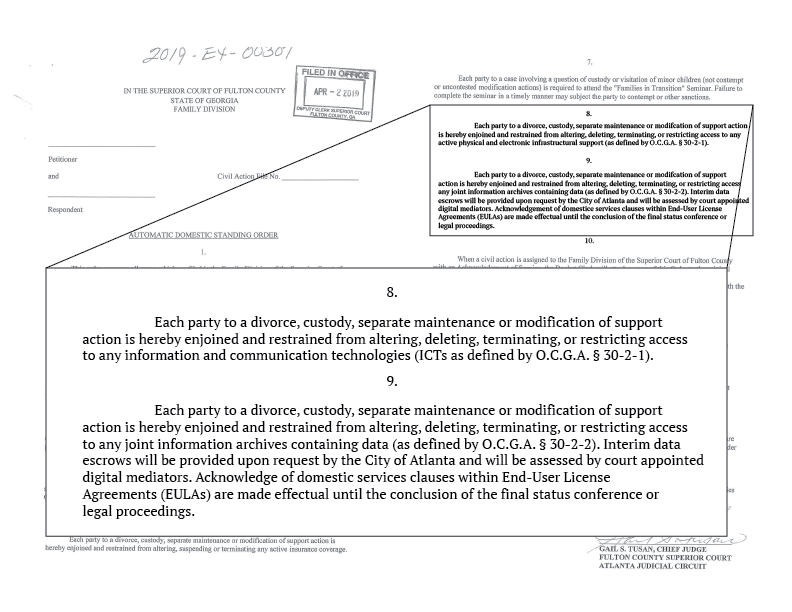 2019-EX-00301
FILED IN OFFICE
APR - 2 2019
DEPUTY CLERK SUPERIOR COURT
FULTON COUNTY, GA
IN THE SUPERIOR COURT OF FULTON COUNTY
STATE OF GEORGIA
FAMILY DIVISION
Petitioner
and
Civil Action File No.
Respondent
AUTOMATIC DOMESTIC STANDING ORDER
1.
7.
Each party to a case involving a question of custody or visitation of minor children (not contempt
or uncontested modification actions) is required to attend the "Families in Transition" Seminar. Failure to
complete the seminar in a timely manner may subject the party to contempt or other sanctions.
8.
Each party to a divorce, custody, separate maintenance or modifcation of support action
is hereby enjoined and restrained from altering, deleting, terminating, or restricting access to any
active physical and electronic infrastructural support (as defined by O.C.G.A. § 30-2-1).
9.
Each party to a divorce, custody, separate maintenance or modifcation of support
action is hereby enjoined and restrained from altering, deleting, terminating, or restricting access
any joint information archives containing data (as defined by O.C.G.A. § 30-2-2). Interim data
escrows will be provided upon request by the City of Atlanta and will be assessed by court appointed
digital mediators. Acknowledgement of domestice services clauses within End-User License
Agreements (EULAs) are made effectual until the conclusion of the final status conference or
legal proceedings.
10.
When a civil action is assigned to the Family Division of the Superior Court of Fulton County
8.
Each party to a divorce, custody, separate maintenance or modification of support
action is hereby enjoined and restrained from altering, deleting, terminating, or restricting access
to any information and communication technologies (ICTs as defined by O.C.G.A. § 30-2-1).
9.
Each party to a divorce, custody, separate maintenance or modification of support
action is hereby enjoined and restrained from altering, deleting, terminating, or restricting access
to any joint information archives containing data (as defined by O.C.G.A. § 30-2-2). Interim data
escrows will be provided upon request by the City of Atlanta and will be assessed by court appointed
digital mediators. Acknowledge of domestic services clauses within End-User License
Agreements (EULAs) are made effectual until the conclusion of the final status conference or
legal proceedings.
Each party to a divorce, custody, separate maintenance or modification of support action is
hereby enjoined and restrained from altering, suspending or terminating any active insurance coverage.
GAIL S. TUSAN, CHIEF JUDGE
FULTON COUNTY SUPERIOR COURT
ATLANTA JUDICIAL CIRCUIT